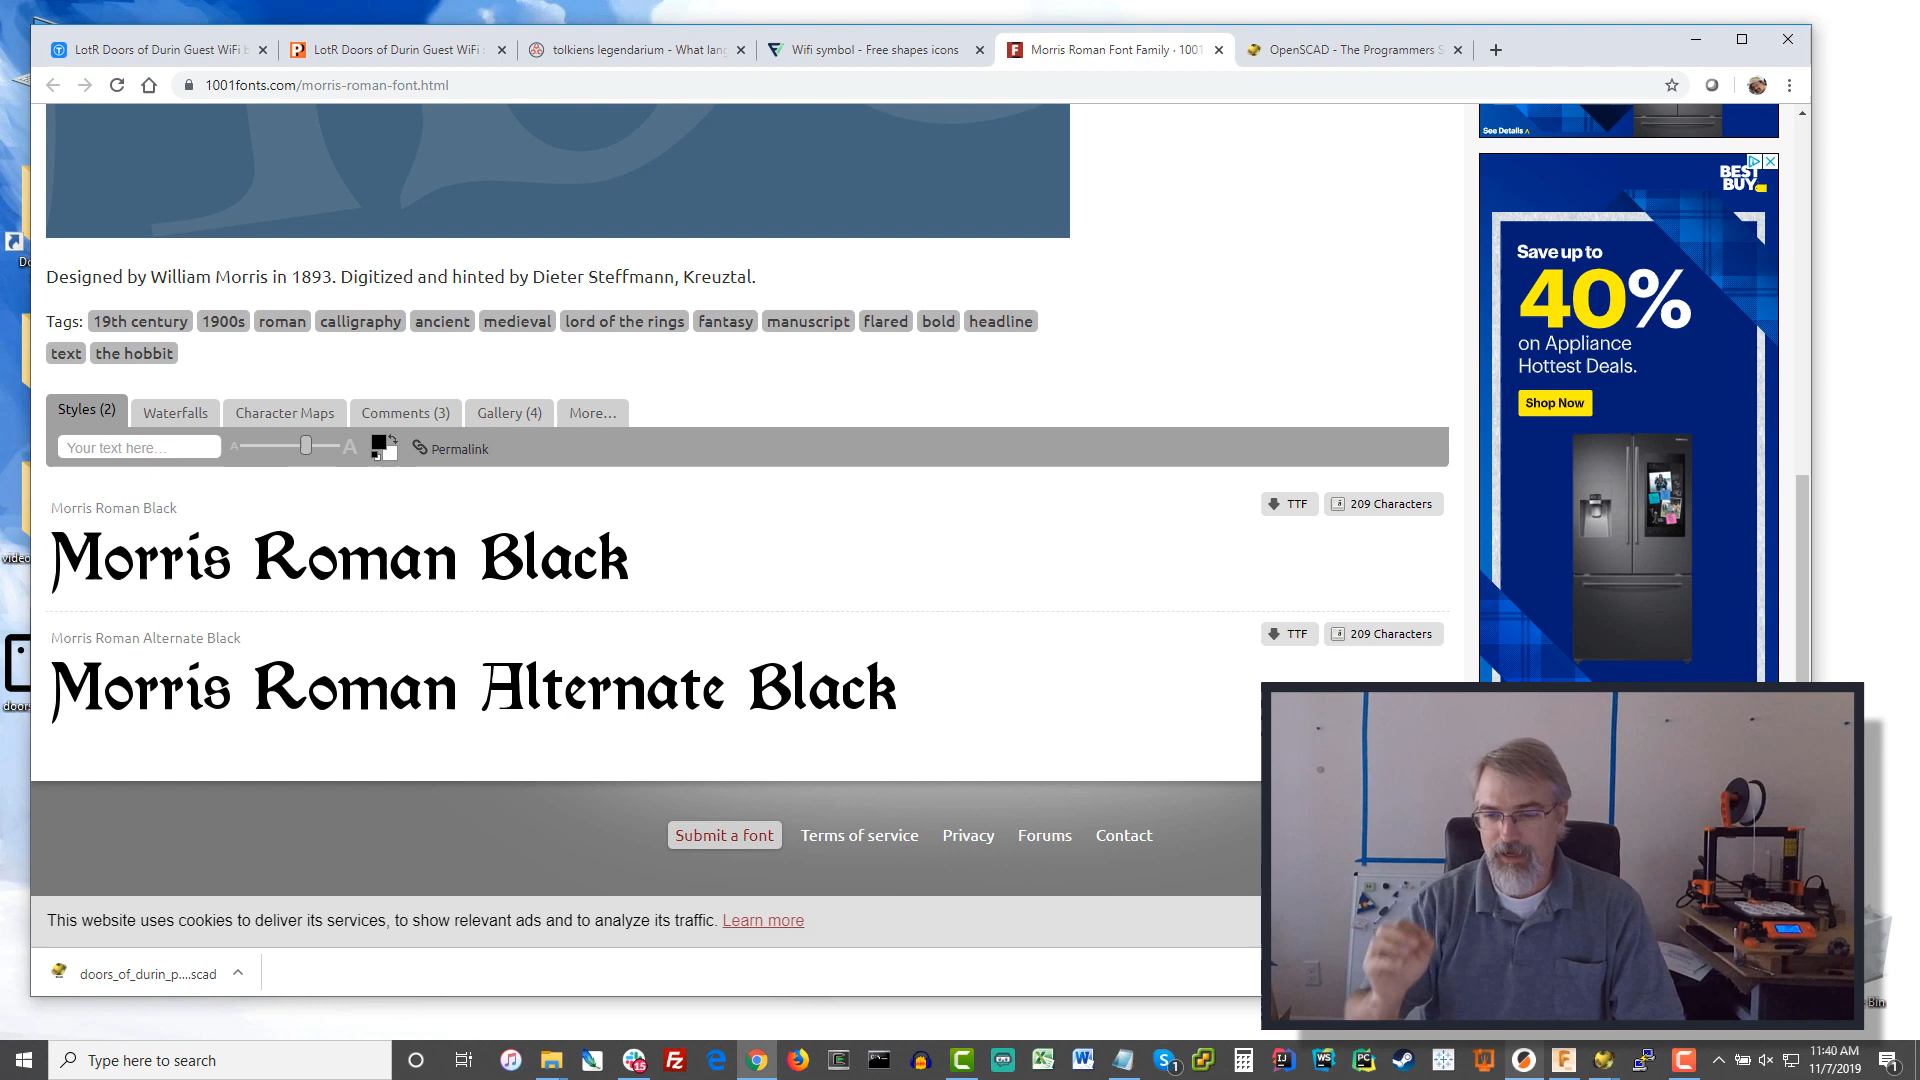 LotR Doors of Durin Guest WiFi b
LotR Doors of Durin Guest WiFi
tolkiens legendarium - What lang
Wifi symbol - Free shapes icons
Morris Roman Font Family · 1001
OpenSCAD - The Programmers S
1001fonts.com/morris-roman-font.html
See Details
BEST BUY
Designed by William Morris in 1893. Digitized and hinted by Dieter Steffmann, Kreuztal.
Tags: 19th century 1900s roman calligraphy ancient medieval lord of the rings fantasy manuscript flared bold headline
text the hobbit
Save up to
40%
on Appliance
Hottest Deals.
Shop Now
Styles (2) Waterfalls Character Maps Comments (3) Gallery (4) More...
Your text here... A A Permalink
Morris Roman Black TTF 209 Characters
Morris Roman Black
Morris Roman Alternate Black TTF 209 Characters
Morris Roman Alternate Black
Submit a font Terms of service Privacy Forums Contact
This website uses cookies to deliver its services, to show relevant ads and to analyze its traffic. Learn more
doors_of_durin_p....scad
Bin
Type here to search
15
1
11:40 AM
11/7/2019
1